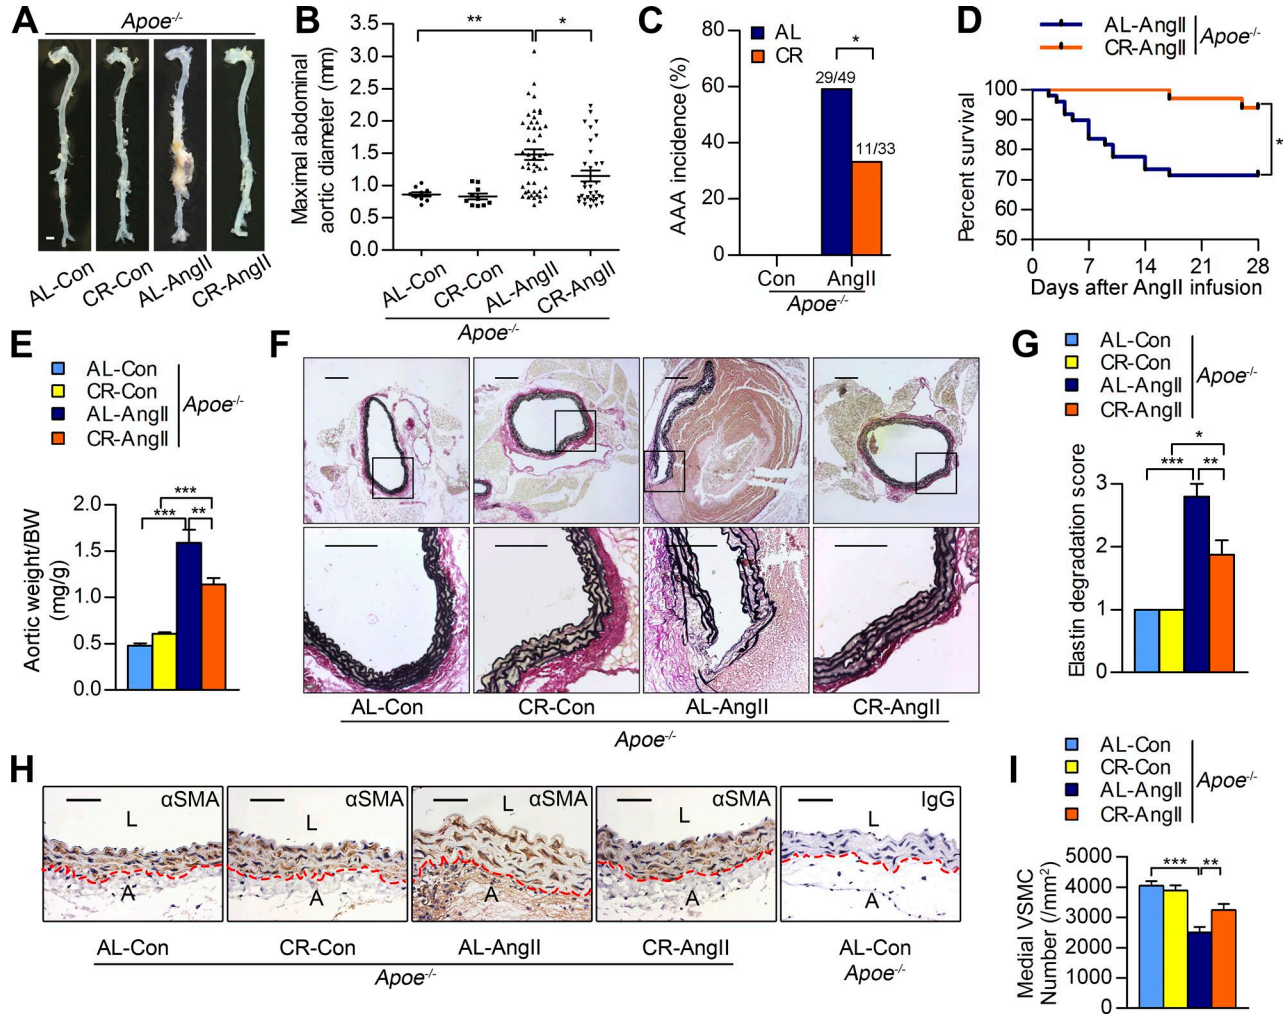 A
Apoe-/-
AL-Con
CR-Con
AL-AngII
CR-AngII
B
Maximal abdominal
aortic diameter (mm)
3.5
3.0
2.5
2.0
1.5
1.0
0.5
0.0
**
*
AL-Con
CR-Con
AL-AngII
CR-AngII
Apoe-/-
C
AAA incidence (%)
80
60
40
20
0
AL
CR
*
29/49
11/33
Con
AngII
Apoe-/-
D
AL-AngII
CR-AngII
Apoe-/-
Percent survival
100
90
80
70
60
50
*
0 7 14 21 28
Days after AngII infusion
E
AL-Con
CR-Con
AL-AngII
CR-AngII
Apoe-/-
Aortic weight/BW
(mg/g)
2.0
1.5
1.0
0.5
0.0
***
*** **
F
AL-Con
CR-Con
AL-AngII
CR-AngII
Apoe-/-
G
AL-Con
CR-Con
AL-AngII
CR-AngII
Apoe-/-
Elastin degradation score
3
2
1
0
*
*** **
H
αSMA
L
A
αSMA
L
A
αSMA
L
A
αSMA
L
A
IgG
L
A
AL-Con
CR-Con
AL-AngII
CR-AngII
Apoe-/-
AL-Con
Apoe-/-
I
AL-Con
CR-Con
AL-AngII
CR-AngII
Apoe-/-
Medial VSMC
Number (/mm2)
5000
4000
3000
2000
1000
0
*** **